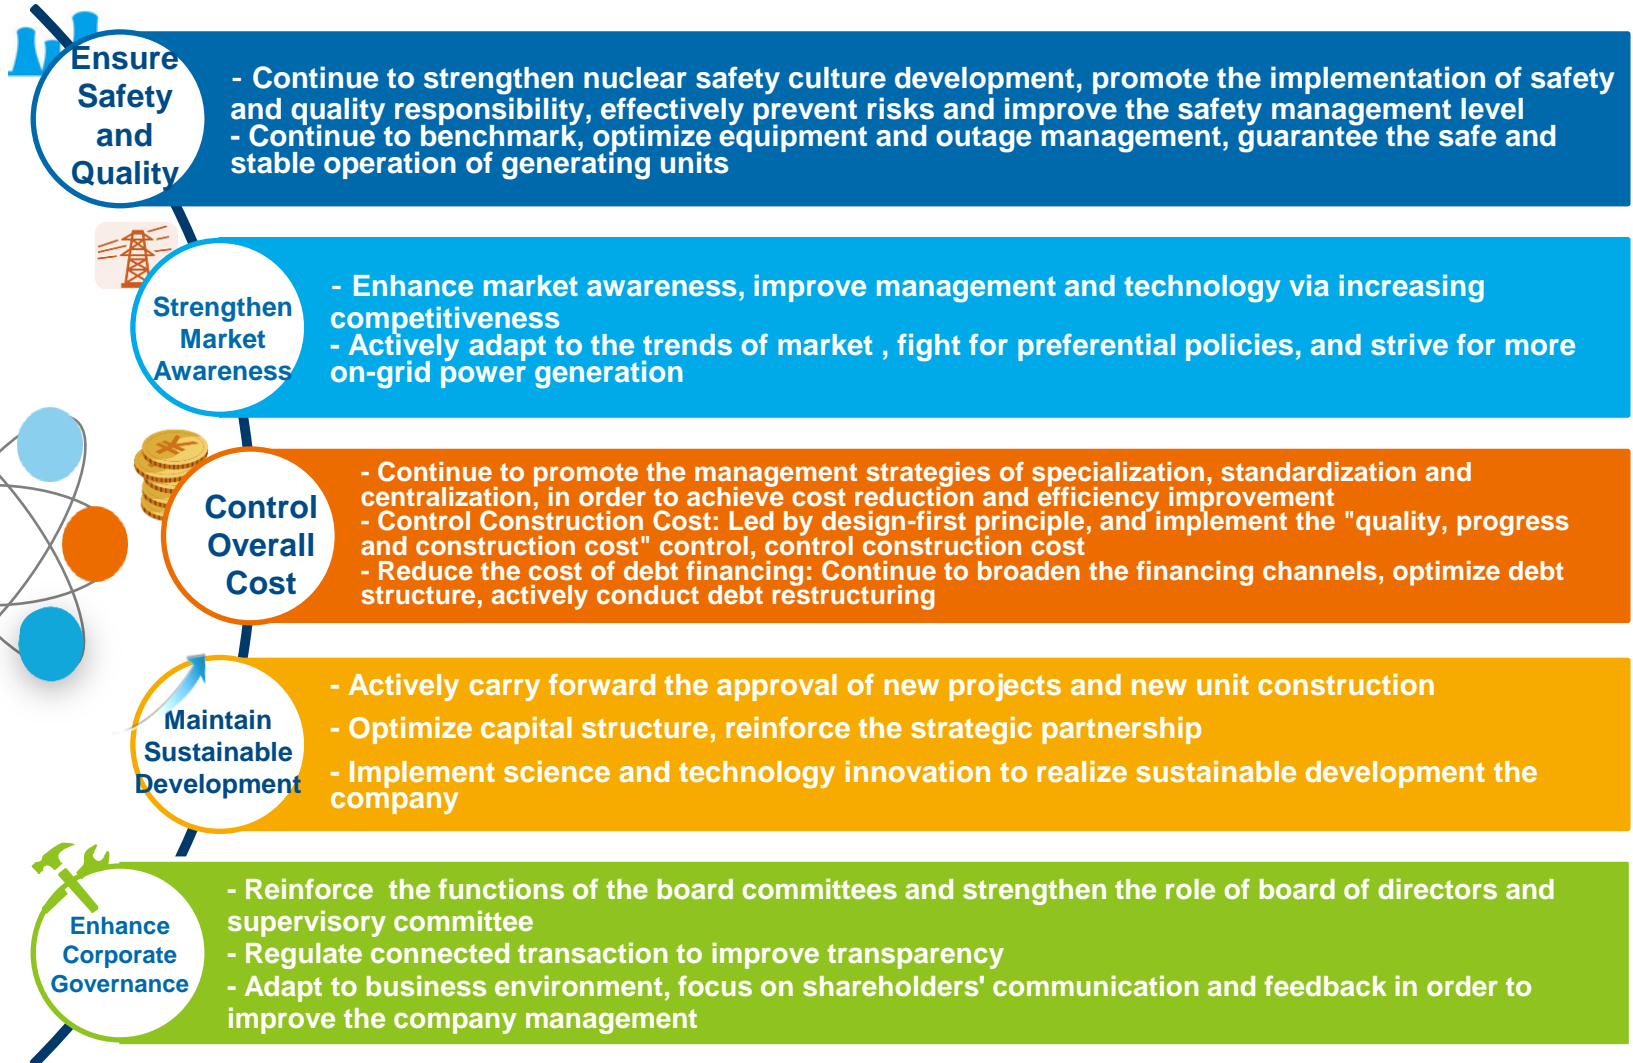 Ensure
Safety
and
Quality
- Continue to strengthen nuclear safety culture development, promote the implementation of safety
and quality responsibility, effectively prevent risks and improve the safety management level
- Continue to benchmark, optimize equipment and outage management, guarantee the safe and
stable operation of generating units
Strengthen
Market
Awareness
- Enhance market awareness, improve management and technology via increasing
competitiveness
- Actively adapt to the trends of market , fight for preferential policies, and strive for more
on-grid power generation
¥
Control
Overall
Cost
- Continue to promote the management strategies of specialization, standardization and
centralization, in order to achieve cost reduction and efficiency improvement
- Control Construction Cost: Led by design-first principle, and implement the "quality, progress
and construction cost" control, control construction cost
- Reduce the cost of debt financing: Continue to broaden the financing channels, optimize debt
structure, actively conduct debt restructuring
Maintain
Sustainable
Development
- Actively carry forward the approval of new projects and new unit construction
- Optimize capital structure, reinforce the strategic partnership
- Implement science and technology innovation to realize sustainable development the
company
Enhance
Corporate
Governance
- Reinforce  the functions of the board committees and strengthen the role of board of directors and
supervisory committee
- Regulate connected transaction to improve transparency
- Adapt to business environment, focus on shareholders' communication and feedback in order to
improve the company management